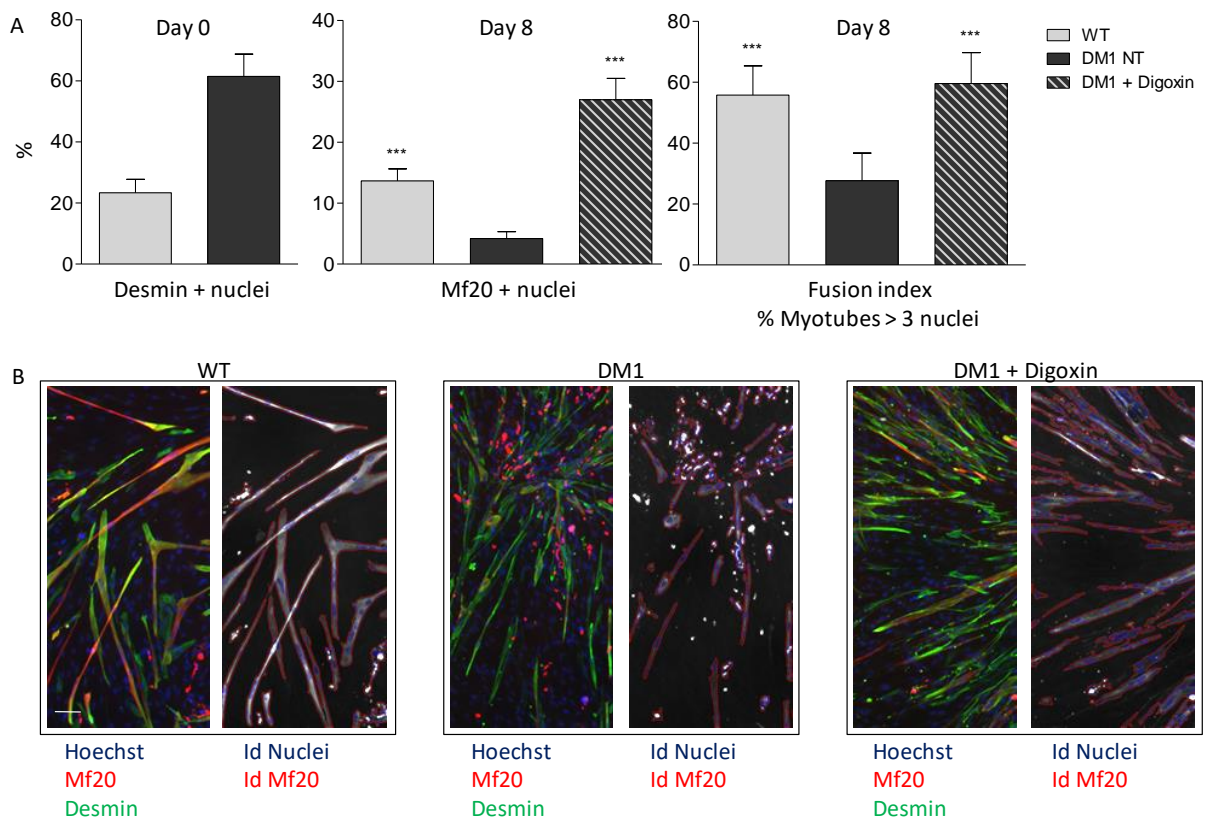 A
Day 0
Day 8
Day 8
WT
DM1 NT
DM1 + Digoxin
%
80
60
40
20
0
40
30
20
10
0
80
60
40
20
0
***
***
***
***
Desmin + nuclei
Mf20 + nuclei
Fusion index
% Myotubes > 3 nuclei
B
WT
DM1
DM1 + Digoxin
Hoechst
Mf20
Desmin
Id Nuclei
Id Mf20
Hoechst
Mf20
Desmin
Id Nuclei
Id Mf20
Hoechst
Mf20
Desmin
Id Nuclei
Id Mf20